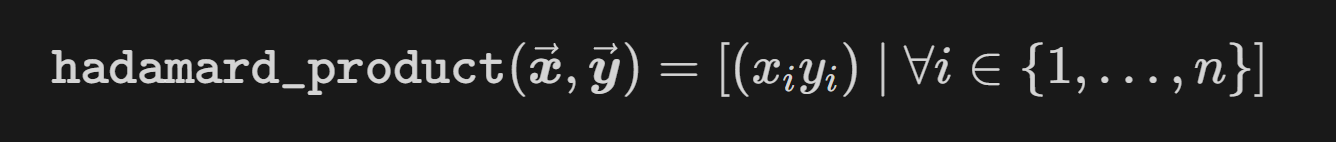 hadamard_product(x⃗, y⃗) = [(xᵢyᵢ) | ∀i ∈ {1, . . . , n}]